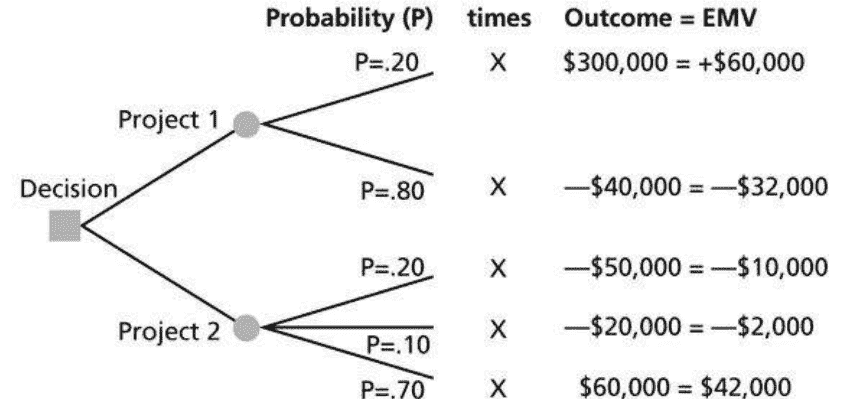 Probability (P) times Outcome = EMV
P=.20 X $300,000 = +$60,000
Project 1
P=.80 X —$40,000 = —$32,000
Decision
P=.20 X —$50,000 = —$10,000
Project 2
P=.10 X —$20,000 = —$2,000
P=.70 X $60,000 = $42,000